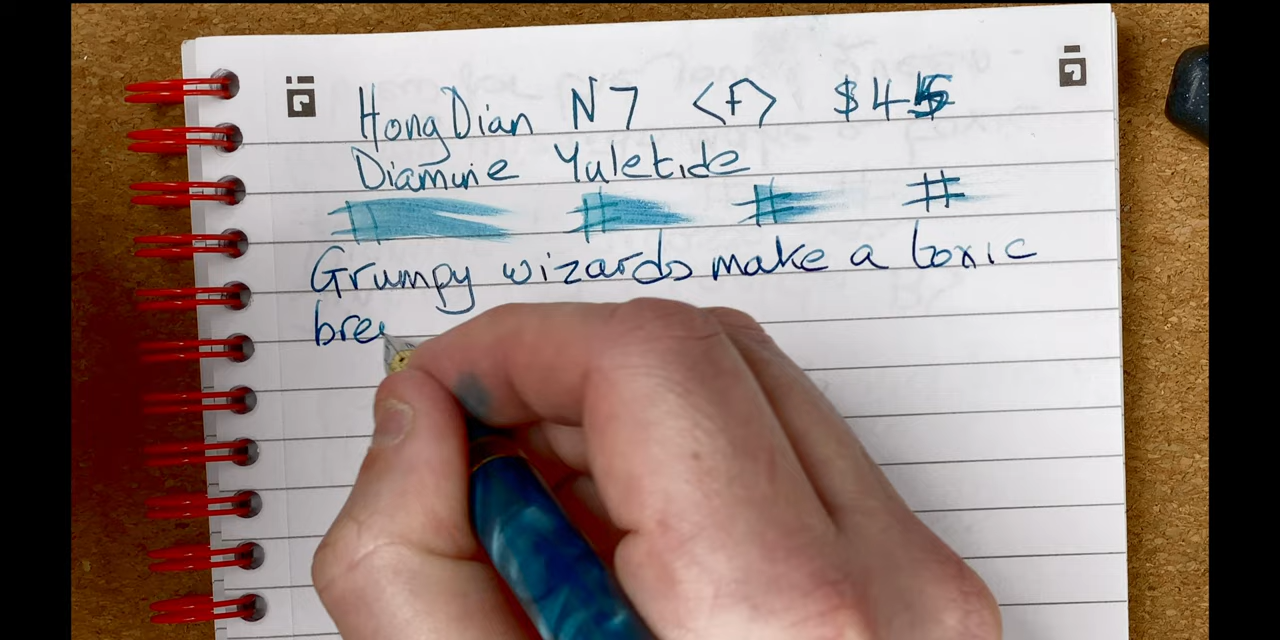 HongDian N7 <F> $45
Diamine Yuletide
# # #
Grumpy wizards make a toxic
bre